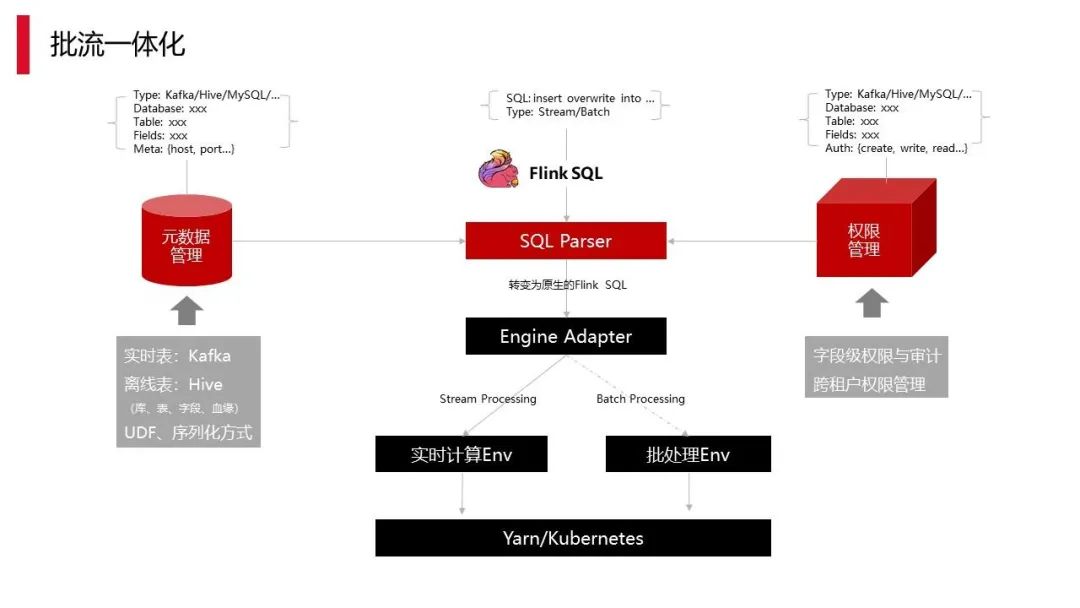 批流一体化
Type: Kafka/Hive/MySQL/...
Database: xxx
Table: xxx
Fields: xxx
Meta: {host, port...}
SQL: insert overwrite into ...
Type: Stream/Batch
Type: Kafka/Hive/MySQL/...
Database: xxx
Table: xxx
Fields: xxx
Auth: {create, write, read...}
Flink SQL
元数据
管理
SQL Parser
权限
管理
转变为原生的Flink SQL
Engine Adapter
实时表：Kafka
离线表：Hive
（库、表、字段、血缘）
UDF、序列化方式
字段级权限与审计
跨租户权限管理
Stream Processing
Batch Processing
实时计算Env
批处理Env
Yarn/Kubernetes